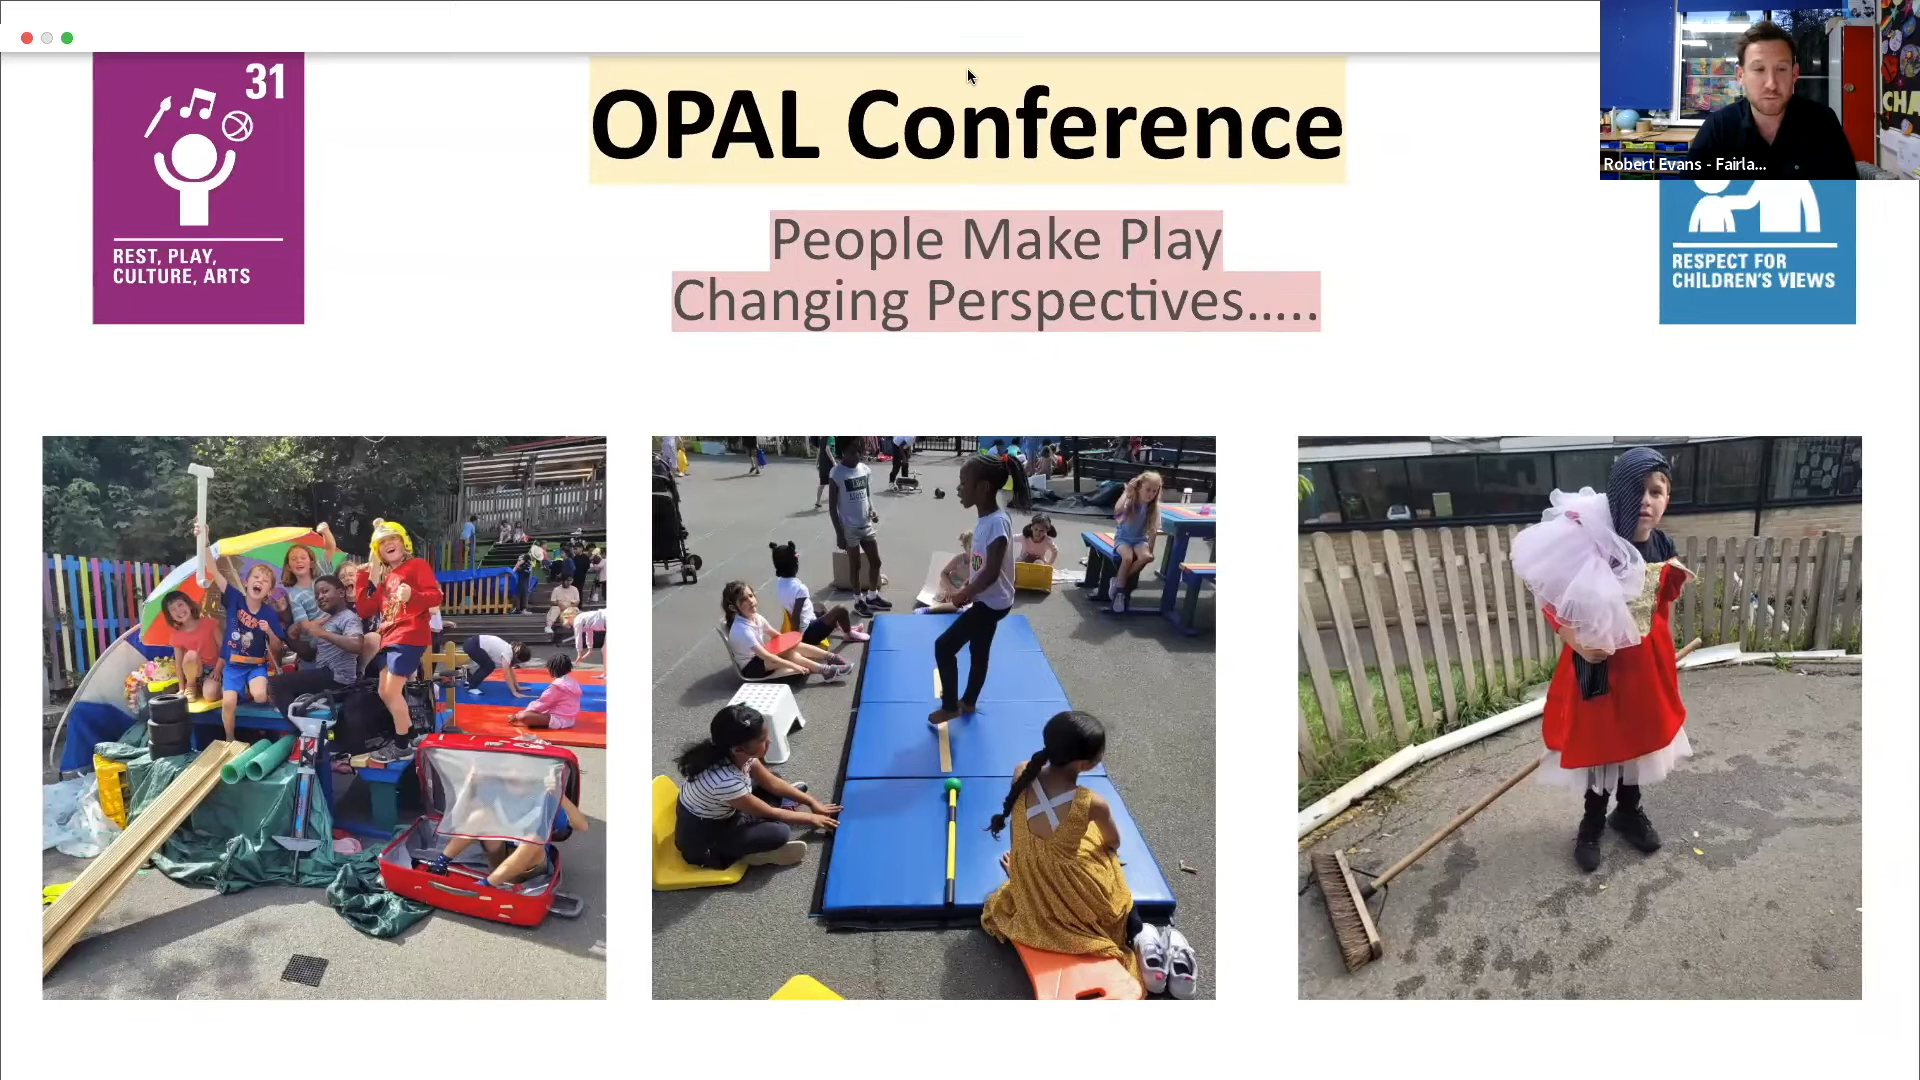 31
REST, PLAY,
CULTURE, ARTS
OPAL Conference
People Make Play
Changing Perspectives.....
Robert Evans - Fairla...
CHA
RESPECT FOR
CHILDREN'S VIEWS